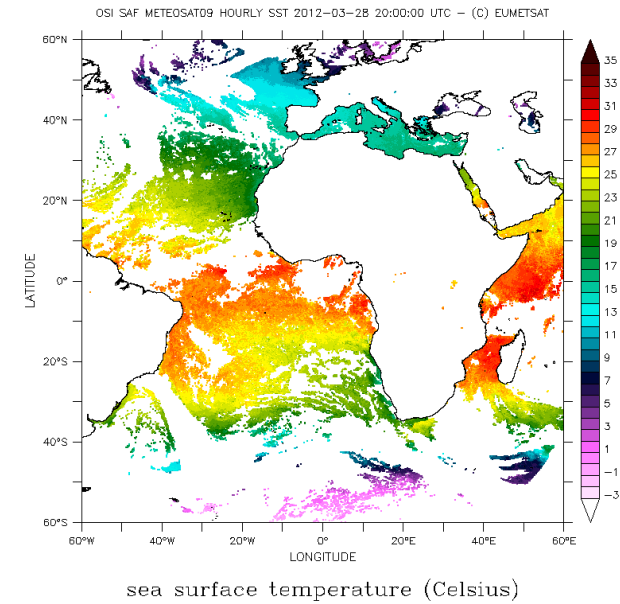 OSI SAF METEOSAT09 HOURLY SST 2012-03-28 20:00:00 UTC - (C) EUMETSAT
60°N
40°N
20°N
0°
20°S
40°S
60°S
LATITUDE
60°W
40°W
20°W
0°
20°E
40°E
60°E
LONGITUDE
35
33
31
29
27
25
23
21
19
17
15
13
11
9
7
5
3
1
-1
-3
sea surface temperature (Celsius)